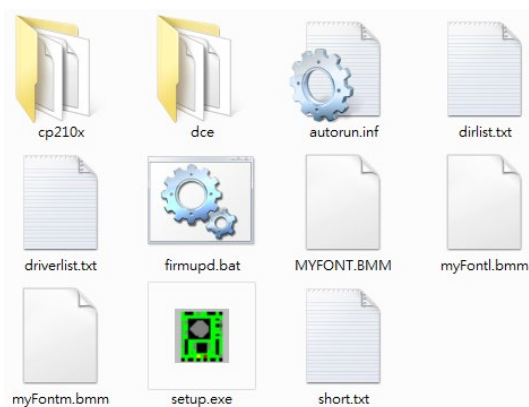 cp210x
dce
autorun.inf
dirlist.txt
driverlist.txt
firmupd.bat
MYFONT.BMM
myFontl.bmm
myFontm.bmm
setup.exe
short.txt